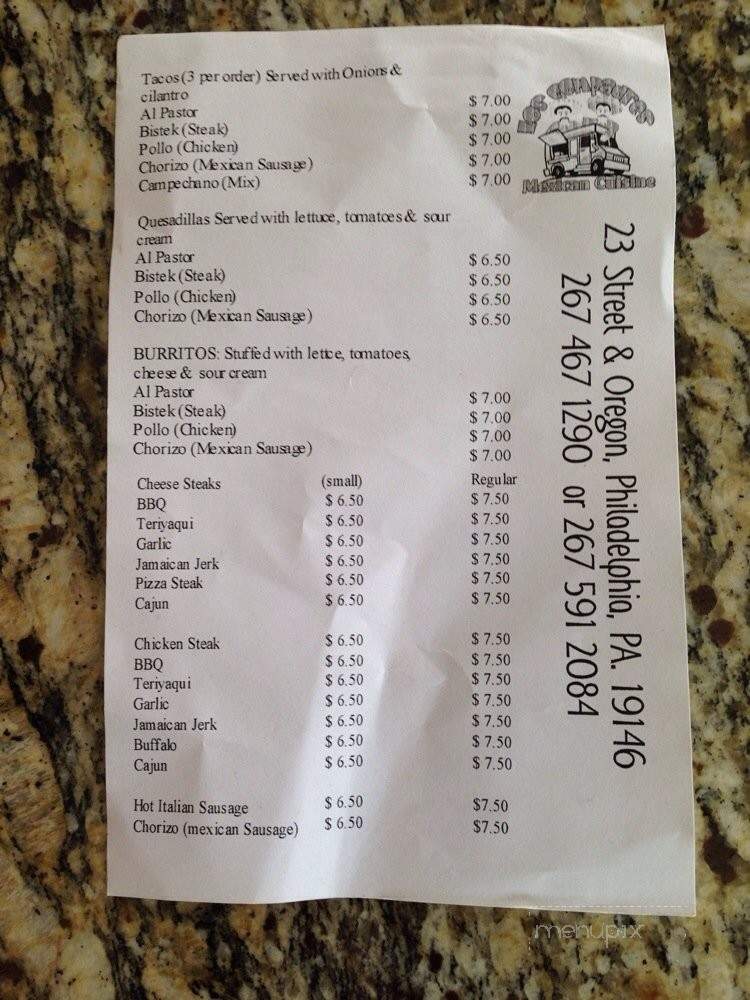 Tacos (3 per order) Served with Onions &
cilantro
Al Pastor $ 7.00
Bistek (Steak) $ 7.00
Pollo (Chicken) $ 7.00
Chorizo (Mexican Sausage) $ 7.00
Campechano (Mix) $ 7.00
Quesadillas Served with lettuce, tomatoes & sour
cream
Al Pastor $ 6.50
Bistek (Steak) $ 6.50
Pollo (Chicken) $ 6.50
Chorizo (Mexican Sausage) $ 6.50
BURRITOS: Stuffed with lettce, tomatoes,
cheese & sour cream
Al Pastor $ 7.00
Bistek (Steak) $ 7.00
Pollo (Chicken) $ 7.00
Chorizo (Mexican Sausage) $ 7.00
Cheese Steaks (small) Regular
BBQ $ 6.50 $ 7.50
Teriyaqui $ 6.50 $ 7.50
Garlic $ 6.50 $ 7.50
Jamaican Jerk $ 6.50 $ 7.50
Pizza Steak $ 6.50 $ 7.50
Cajun $ 6.50 $ 7.50
Chicken Steak $ 6.50 $ 7.50
BBQ $ 6.50 $ 7.50
Teriyaqui $ 6.50 $ 7.50
Garlic $ 6.50 $ 7.50
Jamaican Jerk $ 6.50 $ 7.50
Buffalo $ 6.50 $ 7.50
Cajun $ 6.50 $ 7.50
Hot Italian Sausage $ 6.50 $7.50
Chorizo (mexican Sausage) $ 6.50 $7.50
Los
Mexican Cuisine
23 Street & Oregon, Philadelphia, PA. 19146
267 467 1290 or 267 591 2084
menupix